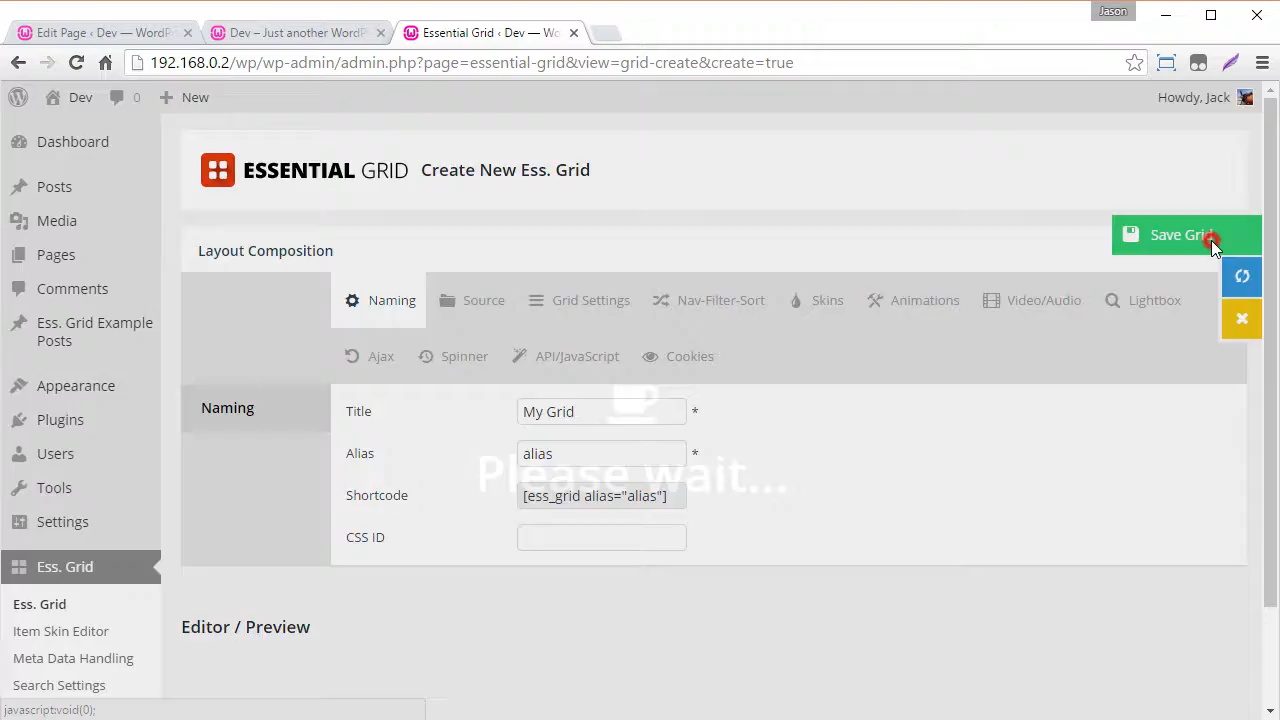 Jason
Edit Page ‹ Dev — WordP
Dev – Just another WordP
Essential Grid ‹ Dev — Wo
192.168.0.2/wp/wp-admin/admin.php?page=essential-grid&view=grid-create&create=true
Dev
0
New
Howdy, Jack
Dashboard
Posts
Media
Pages
Comments
Ess. Grid Example Posts
Appearance
Plugins
Users
Tools
Settings
Ess. Grid
Ess. Grid
Item Skin Editor
Meta Data Handling
Search Settings
ESSENTIAL GRID Create New Ess. Grid
Save Grid
Layout Composition
Naming
Source
Grid Settings
Nav-Filter-Sort
Skins
Animations
Video/Audio
Lightbox
Ajax
Spinner
API/JavaScript
Cookies
Naming
Title
My Grid *
Alias
alias *
Shortcode
[ess_grid alias="alias"]
CSS ID
Please wait...
Editor / Preview
javascript:void(0);